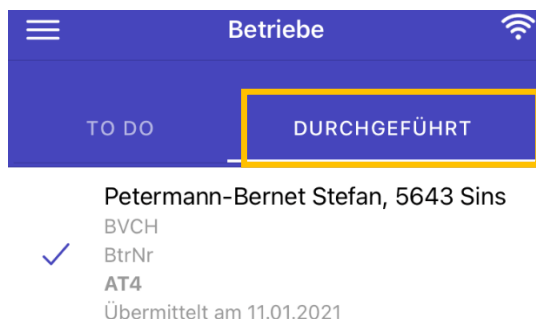 Betriebe
TO DO
DURCHGEFÜHRT
Petermann-Bernet Stefan, 5643 Sins
BVCH
BtrNr
AT4
Übermittelt am 11.01.2021